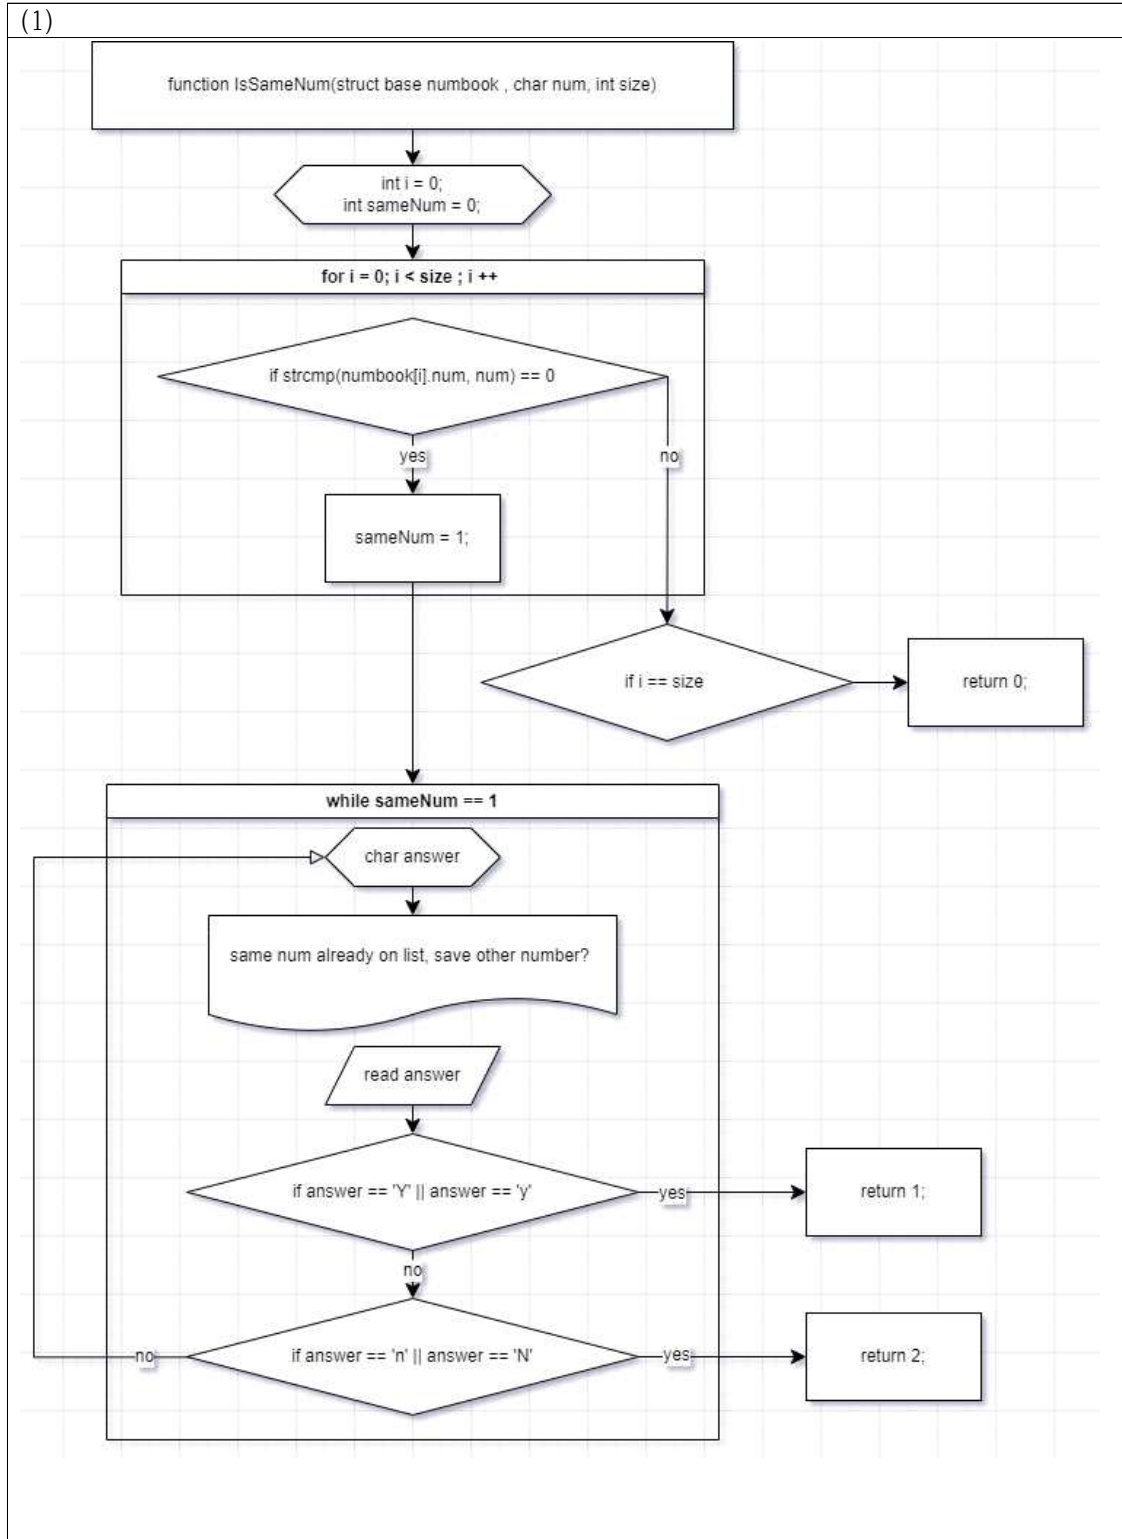 (1)
function IsSameNum(struct base numbook , char num, int size)
int i = 0;
int sameNum = 0;
for i = 0; i < size ; i ++
if strcmp(numbook[i].num, num) == 0
yes
no
sameNum = 1;
if i == size
return 0;
while sameNum == 1
char answer
same num already on list, save other number?
read answer
if answer == 'Y' || answer == 'y'
yes
return 1;
no
if answer == 'n' || answer == 'N'
no
yes
return 2;